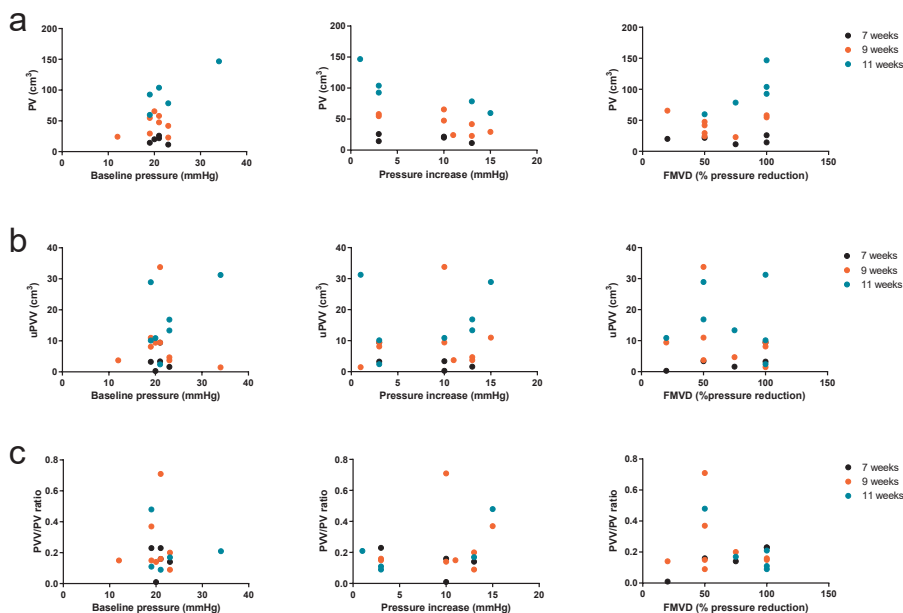 a
200
150
100
50
0
PV (cm³)
0 10 20 30 40
Baseline pressure (mmHg)
200
150
100
50
0
PV (cm³)
0 5 10 15 20
Pressure increase (mmHg)
200
150
100
50
0
PV (cm³)
0 50 100 150
FMVD (% pressure reduction)
7 weeks
9 weeks
11 weeks
b
40
30
20
10
0
uPVV (cm³)
0 10 20 30 40
Baseline pressure (mmHg)
40
30
20
10
0
uPVV (cm³)
0 5 10 15 20
Pressure increase (mmHg)
40
30
20
10
0
uPVV (cm³)
0 50 100 150
FMVD (%pressure reduction)
7 weeks
9 weeks
11 weeks
c
0.8
0.6
0.4
0.2
0.0
PVV/PV ratio
0 10 20 30 40
Baseline pressure (mmHg)
0.8
0.6
0.4
0.2
0.0
PVV/PV ratio
0 5 10 15 20
Pressure increase (mmHg)
0.8
0.6
0.4
0.2
0.0
PVV/PV ratio
0 50 100 150
FMVD (% pressure reduction)
7 weeks
9 weeks
11 weeks